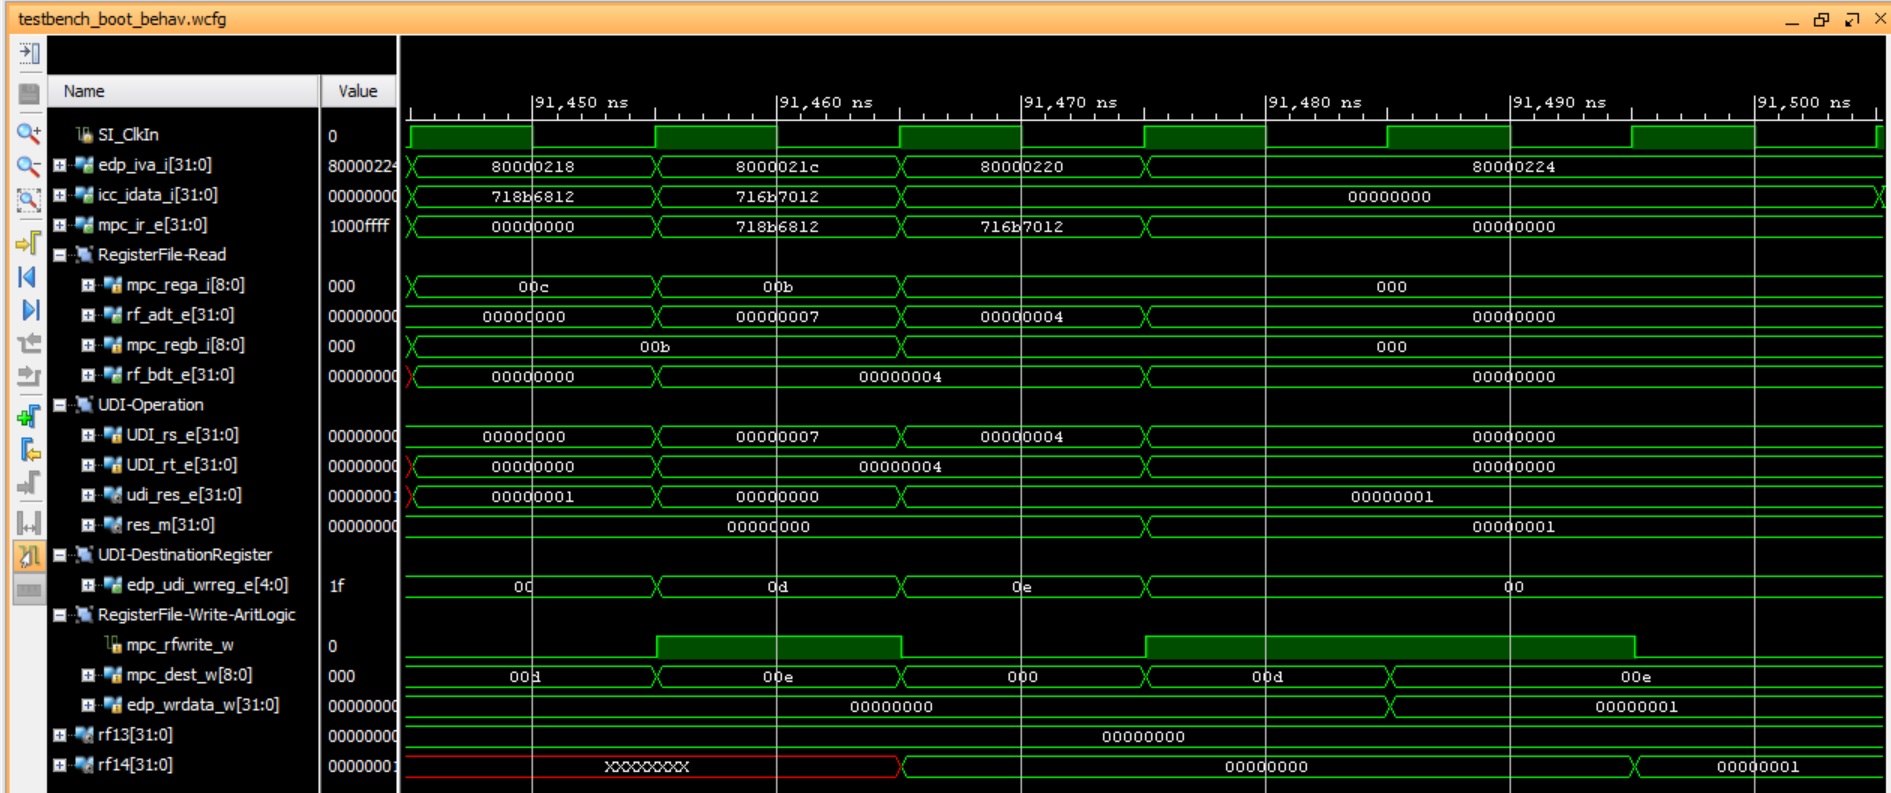 testbench_boot_behav.wcfg
Name Value
91,450 ns 91,460 ns 91,470 ns 91,480 ns 91,490 ns 91,500 ns
SI_ClkIn 0
edp_iva_i[31:0] 80000224 80000218 8000021c 80000220 80000224
icc_idata_i[31:0] 00000000 718b6812 716b7012 00000000
mpc_ir_e[31:0] 1000ffff 00000000 718b6812 716b7012 00000000
RegisterFile-Read
mpc_rega_i[8:0] 000 00c 00b 000
rf_adt_e[31:0] 00000000 00000000 00000007 00000004 00000000
mpc_regb_i[8:0] 000 00b 000
rf_bdt_e[31:0] 00000000 00000000 00000004 00000000
UDI-Operation
UDI_rs_e[31:0] 00000000 00000000 00000007 00000004 00000000
UDI_rt_e[31:0] 00000000 00000000 00000004 00000000
udi_res_e[31:0] 00000001 00000001 00000000 00000001
res_m[31:0] 00000000 00000000 00000001
UDI-DestinationRegister
edp_udi_wrreg_e[4:0] 1f 00 0d 0e 00
RegisterFile-Write-AritLogic
mpc_rfwrite_w 0
mpc_dest_w[8:0] 000 00d 00e 000 00d 00e
edp_wrdata_w[31:0] 00000000 00000000 00000001
rf13[31:0] 00000000 00000000
rf14[31:0] 00000001 XXXXXXXX 00000000 00000001